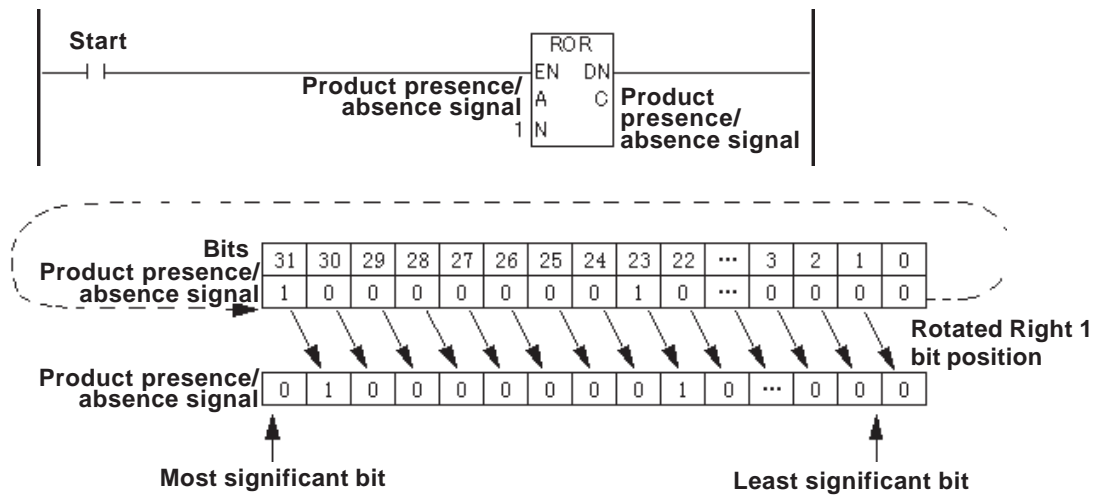 Start
ROR
EN DN
Product presence/
absence signal
A C
Product
presence/
absence signal
1 N
Bits 31 30 29 28 27 26 25 24 23 22 ··· 3 2 1 0
Product presence/
absence signal 1 0 0 0 0 0 0 0 1 0 ··· 0 0 0 0
Rotated Right 1
bit position
Product presence/
absence signal 0 1 0 0 0 0 0 0 0 1 0 ··· 0 0 0
Most significant bit
Least significant bit